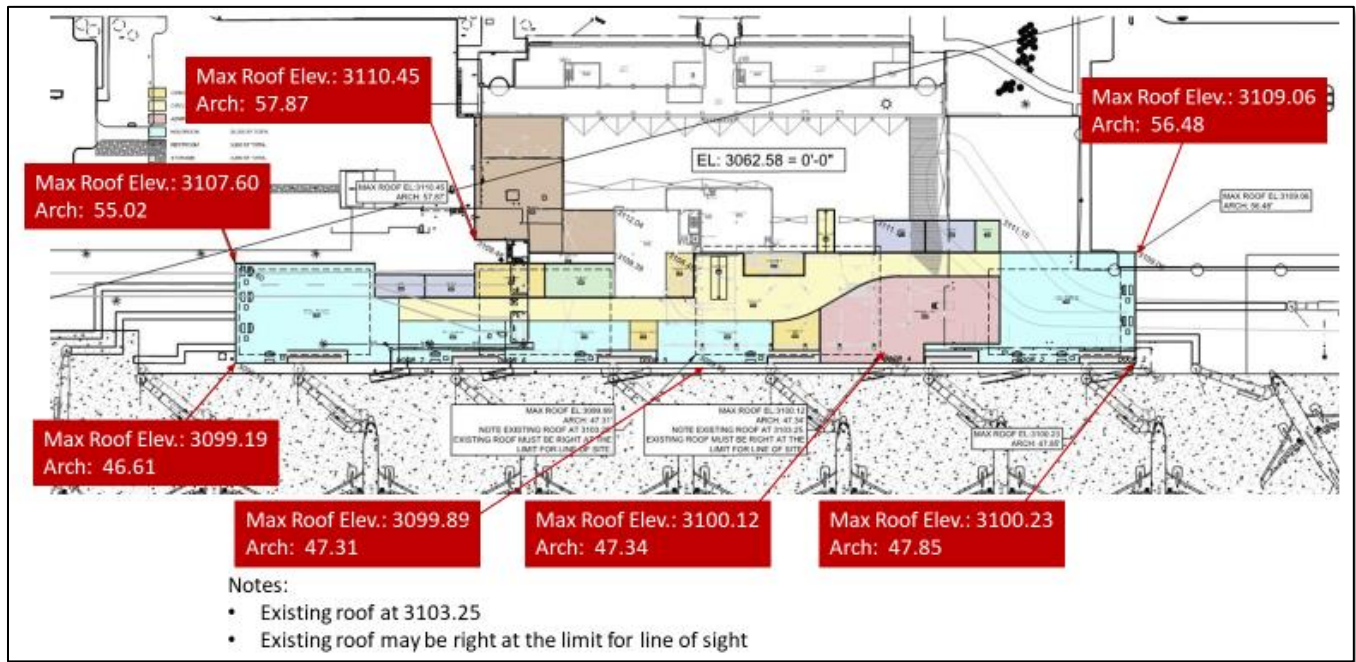 Max Roof Elev.: 3110.45
Arch: 57.87
Max Roof Elev.: 3109.06
Arch: 56.48
EL: 3062.58 = 0'-0"
Max Roof Elev.: 3107.60
Arch: 55.02
MAX ROOF EL:3110.45
ARCH: 57.87'
MAX ROOF EL:3109.06
ARCH: 56.48'
3112.04
3111.15
MAX ROOF EL:3099.89
ARCH: 47.31'
NOTE EXISTING ROOF AT 3103.25
EXISTING ROOF MUST BE RIGHT AT THE
LIMIT FOR LINE OF SITE
MAX ROOF EL:3100.12
ARCH: 47.34'
NOTE EXISTING ROOF AT 3103.25
EXISTING ROOF MUST BE RIGHT AT THE
LIMIT FOR LINE OF SITE
MAX ROOF EL:3100.23
ARCH: 47.85'
Max Roof Elev.: 3099.19
Arch: 46.61
Max Roof Elev.: 3099.89
Arch: 47.31
Max Roof Elev.: 3100.12
Arch: 47.34
Max Roof Elev.: 3100.23
Arch: 47.85
Notes:
• Existing roof at 3103.25
• Existing roof may be right at the limit for line of sight